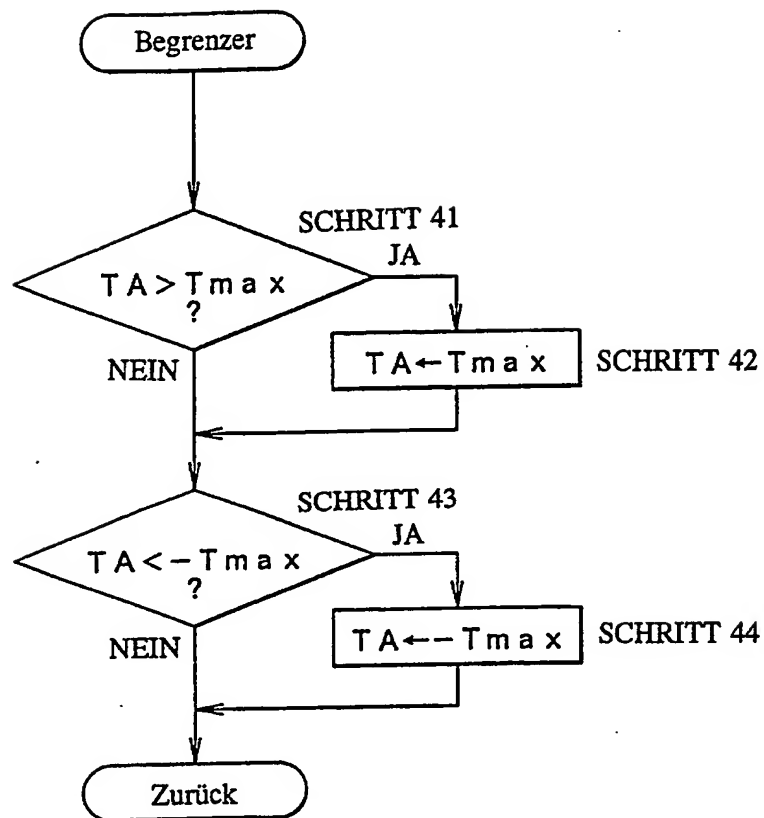 Begrenzer
SCHRITT 41
JA
TA>Tmax
?
NEIN
TA←Tmax
SCHRITT 42
SCHRITT 43
JA
TA<-Tmax
?
NEIN
TA←-Tmax
SCHRITT 44
Zurück